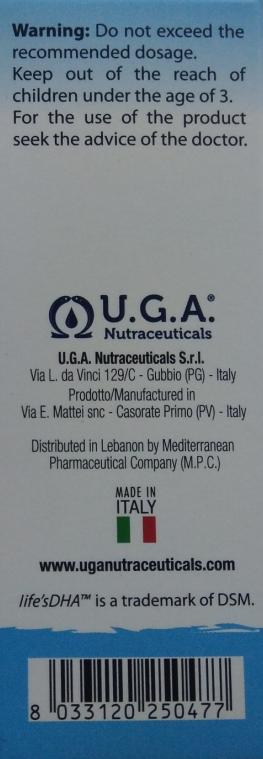 Warning: Do not exceed the
recommended dosage.
Keep out of the reach of
children under the age of 3.
For the use of the product
seek the advice of the doctor.
U.G.A.®
Nutraceuticals
U.G.A. Nutraceuticals S.r.l.
Via L. da Vinci 129/C - Gubbio (PG) - Italy
Prodotto/Manufactured in
Via E. Mattei snc - Casorate Primo (PV) - Italy
Distributed in Lebanon by Mediterranean
Pharmaceutical Company (M.P.C.)
MADE IN
ITALY
www.uganutraceuticals.com
life'sDHA™ is a trademark of DSM.
8 033120 250477